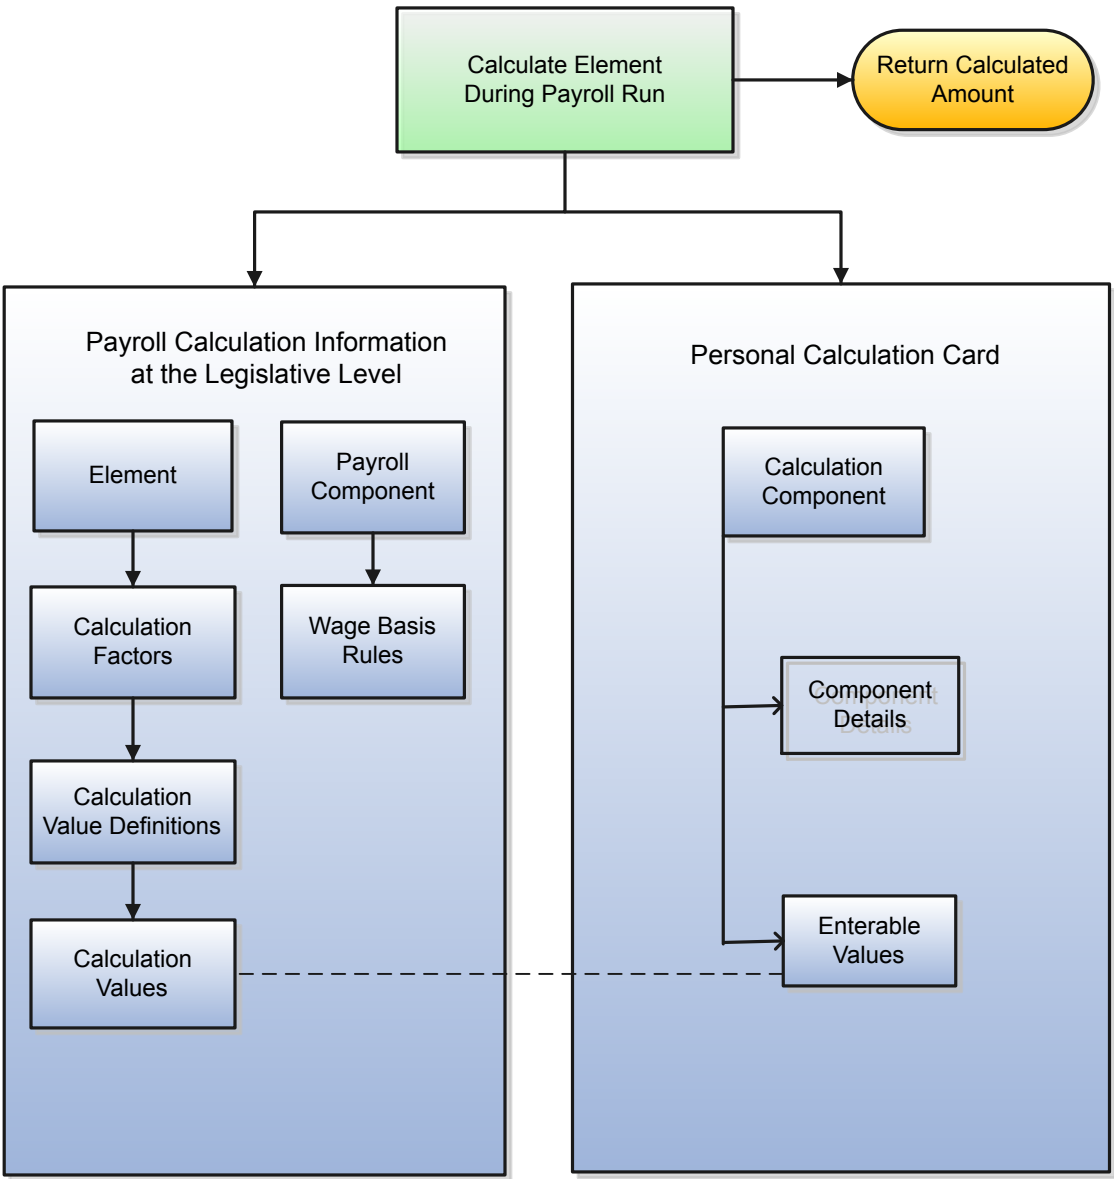 Calculate Element
During Payroll Run
Return Calculated
Amount
Payroll Calculation Information
at the Legislative Level
Element
Payroll
Component
Calculation
Factors
Wage Basis
Rules
Calculation
Value Definitions
Calculation
Values
Personal Calculation Card
Calculation
Component
Component
Details
Enterable
Values